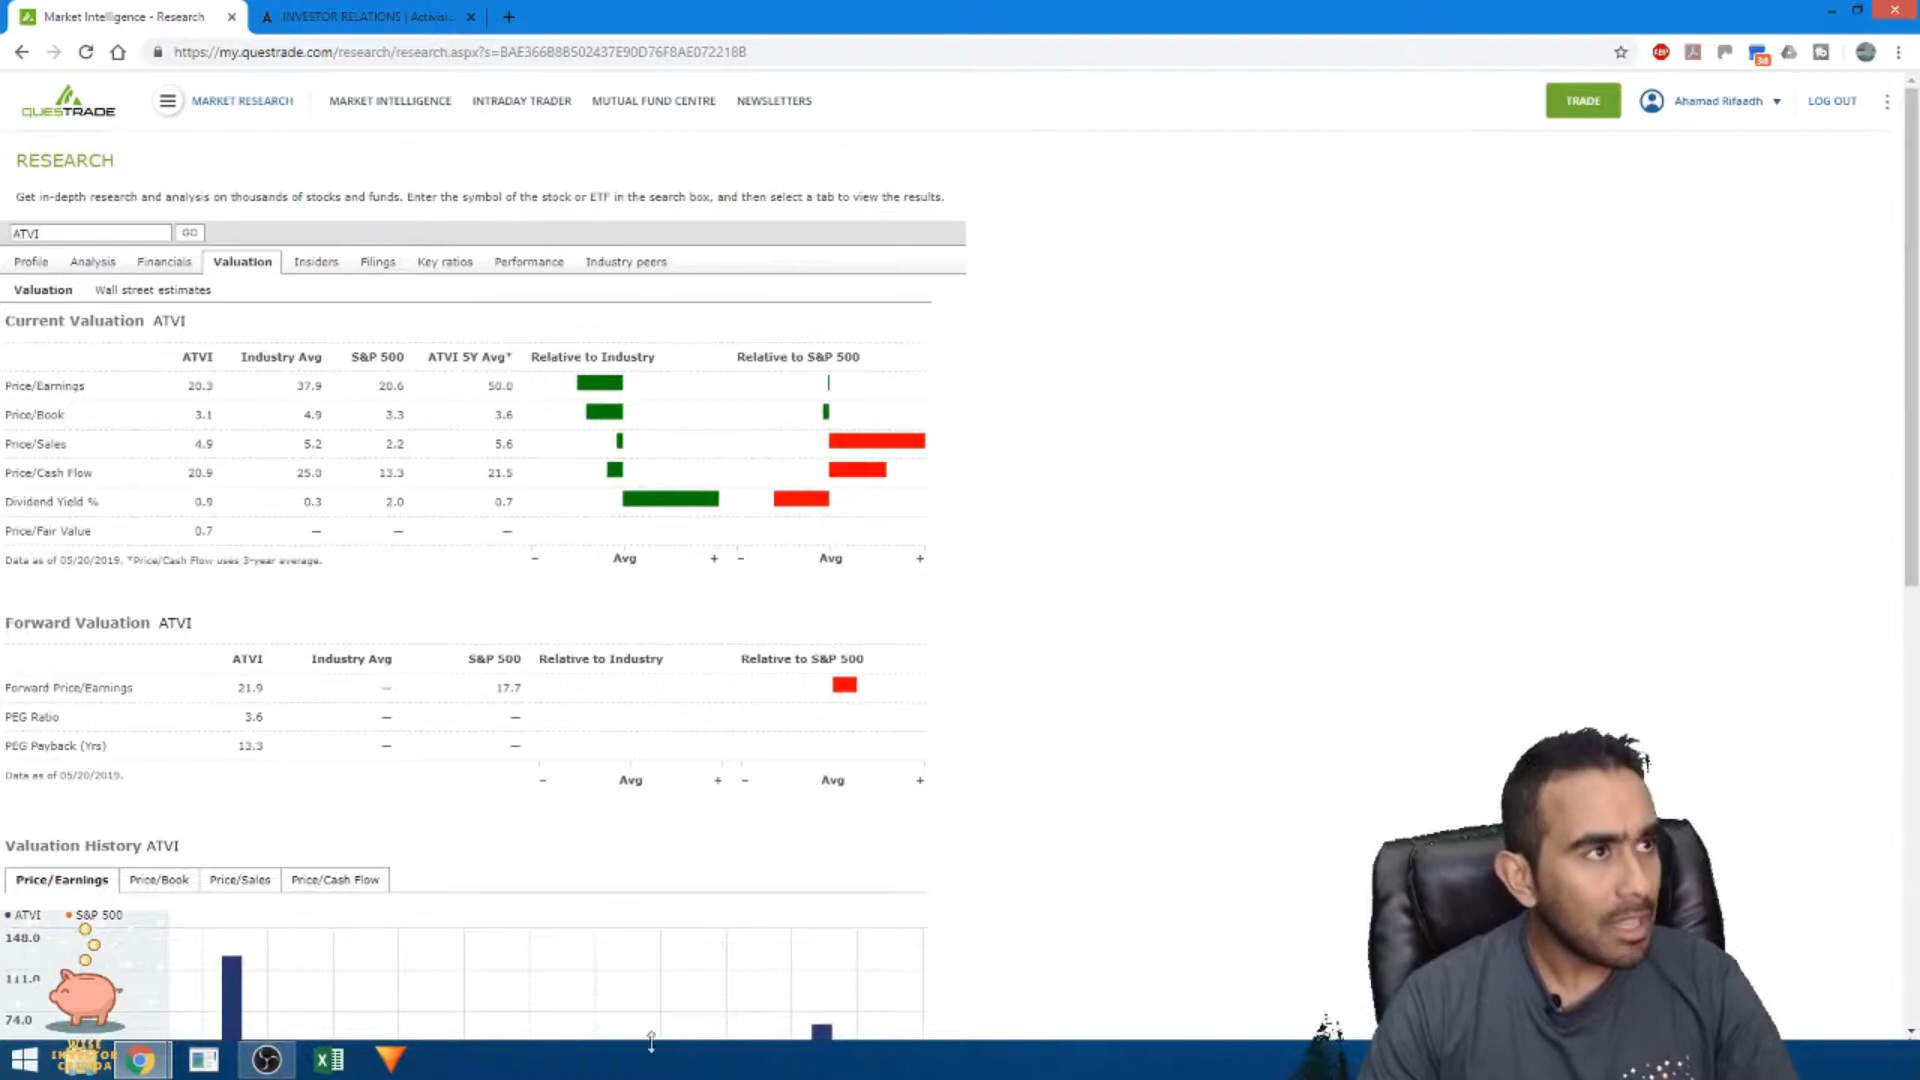 Market Intelligence - Research
INVESTOR RELATIONS | Activisi
https://my.questrade.com/research/research.aspx?s=BAE366B8B502437E90D76F8AE072218B
ABP
3d
QUESTRADE
MARKET RESEARCH
MARKET INTELLIGENCE
INTRADAY TRADER
MUTUAL FUND CENTRE
NEWSLETTERS
TRADE
Ahamad Rifaadh
LOG OUT
RESEARCH
Get in-depth research and analysis on thousands of stocks and funds. Enter the symbol of the stock or ETF in the search box, and then select a tab to view the results.
ATVI GO
Profile Analysis Financials Valuation Insiders Filings Key ratios Performance Industry peers
Valuation Wall street estimates
Current Valuation ATVI
ATVI Industry Avg S&P 500 ATVI 5Y Avg* Relative to Industry Relative to S&P 500
Price/Earnings 20.3 37.9 20.6 50.0
Price/Book 3.1 4.9 3.3 3.6
Price/Sales 4.9 5.2 2.2 5.6
Price/Cash Flow 20.9 25.0 13.3 21.5
Dividend Yield % 0.9 0.3 2.0 0.7
Price/Fair Value 0.7 — — —
Data as of 05/20/2019, *Price/Cash Flow uses 3-year average.
− Avg + − Avg +
Forward Valuation ATVI
ATVI Industry Avg S&P 500 Relative to Industry Relative to S&P 500
Forward Price/Earnings 21.9 — 17.7
PEG Ratio 3.6 — —
PEG Payback (Yrs) 13.3 — —
Data as of 05/20/2019.
− Avg + − Avg +
Valuation History ATVI
Price/Earnings Price/Book Price/Sales Price/Cash Flow
ATVI S&P 500
148.0
111.0
74.0
WISE
INVESTOR
CANADA